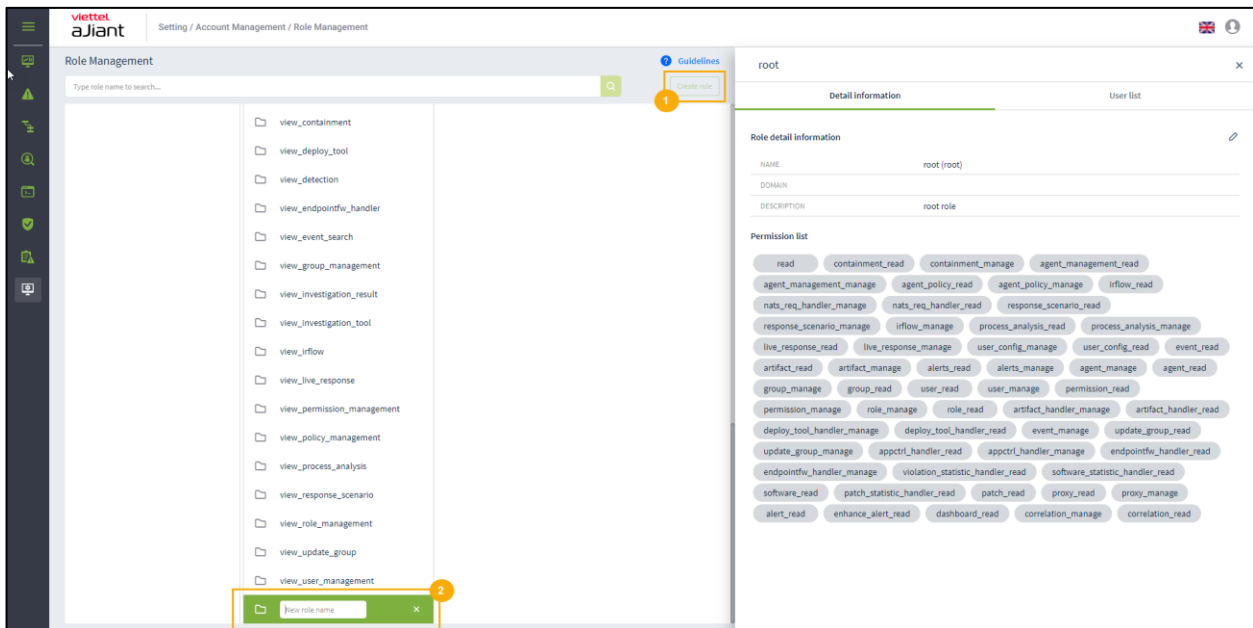 viettel
aJiant
Setting / Account Management / Role Management
Role Management
? Guidelines
Type role name to search...
Create role
1
view_containment
view_deploy_tool
view_detection
view_endpointfw_handler
view_event_search
view_group_management
view_investigation_result
view_investigation_tool
view_irflow
view_live_response
view_permission_management
view_policy_management
view_process_analysis
view_response_scenario
view_role_management
view_update_group
view_user_management
2
New role name
root
Detail information User list
Role detail information
NAME root (root)
DOMAIN
DESCRIPTION root role
Permission list
read containment_read containment_manage agent_management_read
agent_management_manage agent_policy_read agent_policy_manage irflow_read
nats_req_handler_manage nats_req_handler_read response_scenario_read
response_scenario_manage irflow_manage process_analysis_read process_analysis_manage
live_response_read live_response_manage user_config_manage user_config_read event_read
artifact_read artifact_manage alerts_read alerts_manage agent_manage agent_read
group_manage group_read user_read user_manage permission_read
permission_manage role_manage role_read artifact_handler_manage artifact_handler_read
deploy_tool_handler_manage deploy_tool_handler_read event_manage update_group_read
update_group_manage appctrl_handler_read appctrl_handler_manage endpointfw_handler_read
endpointfw_handler_manage violation_statistic_handler_read software_statistic_handler_read
software_read patch_statistic_handler_read patch_read proxy_read proxy_manage
alert_read enhance_alert_read dashboard_read correlation_manage correlation_read